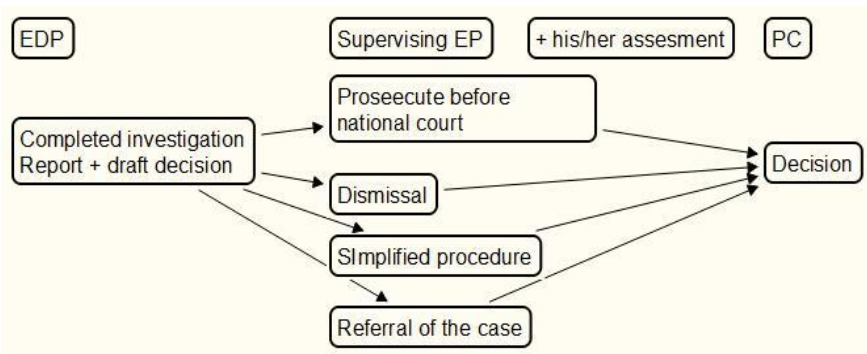 EDP
Supervising EP
+ his/her assesment
PC
Proseecute before
national court
Completed investigation
Report + draft decision
Decision
Dismissal
SImplified procedure
Referral of the case